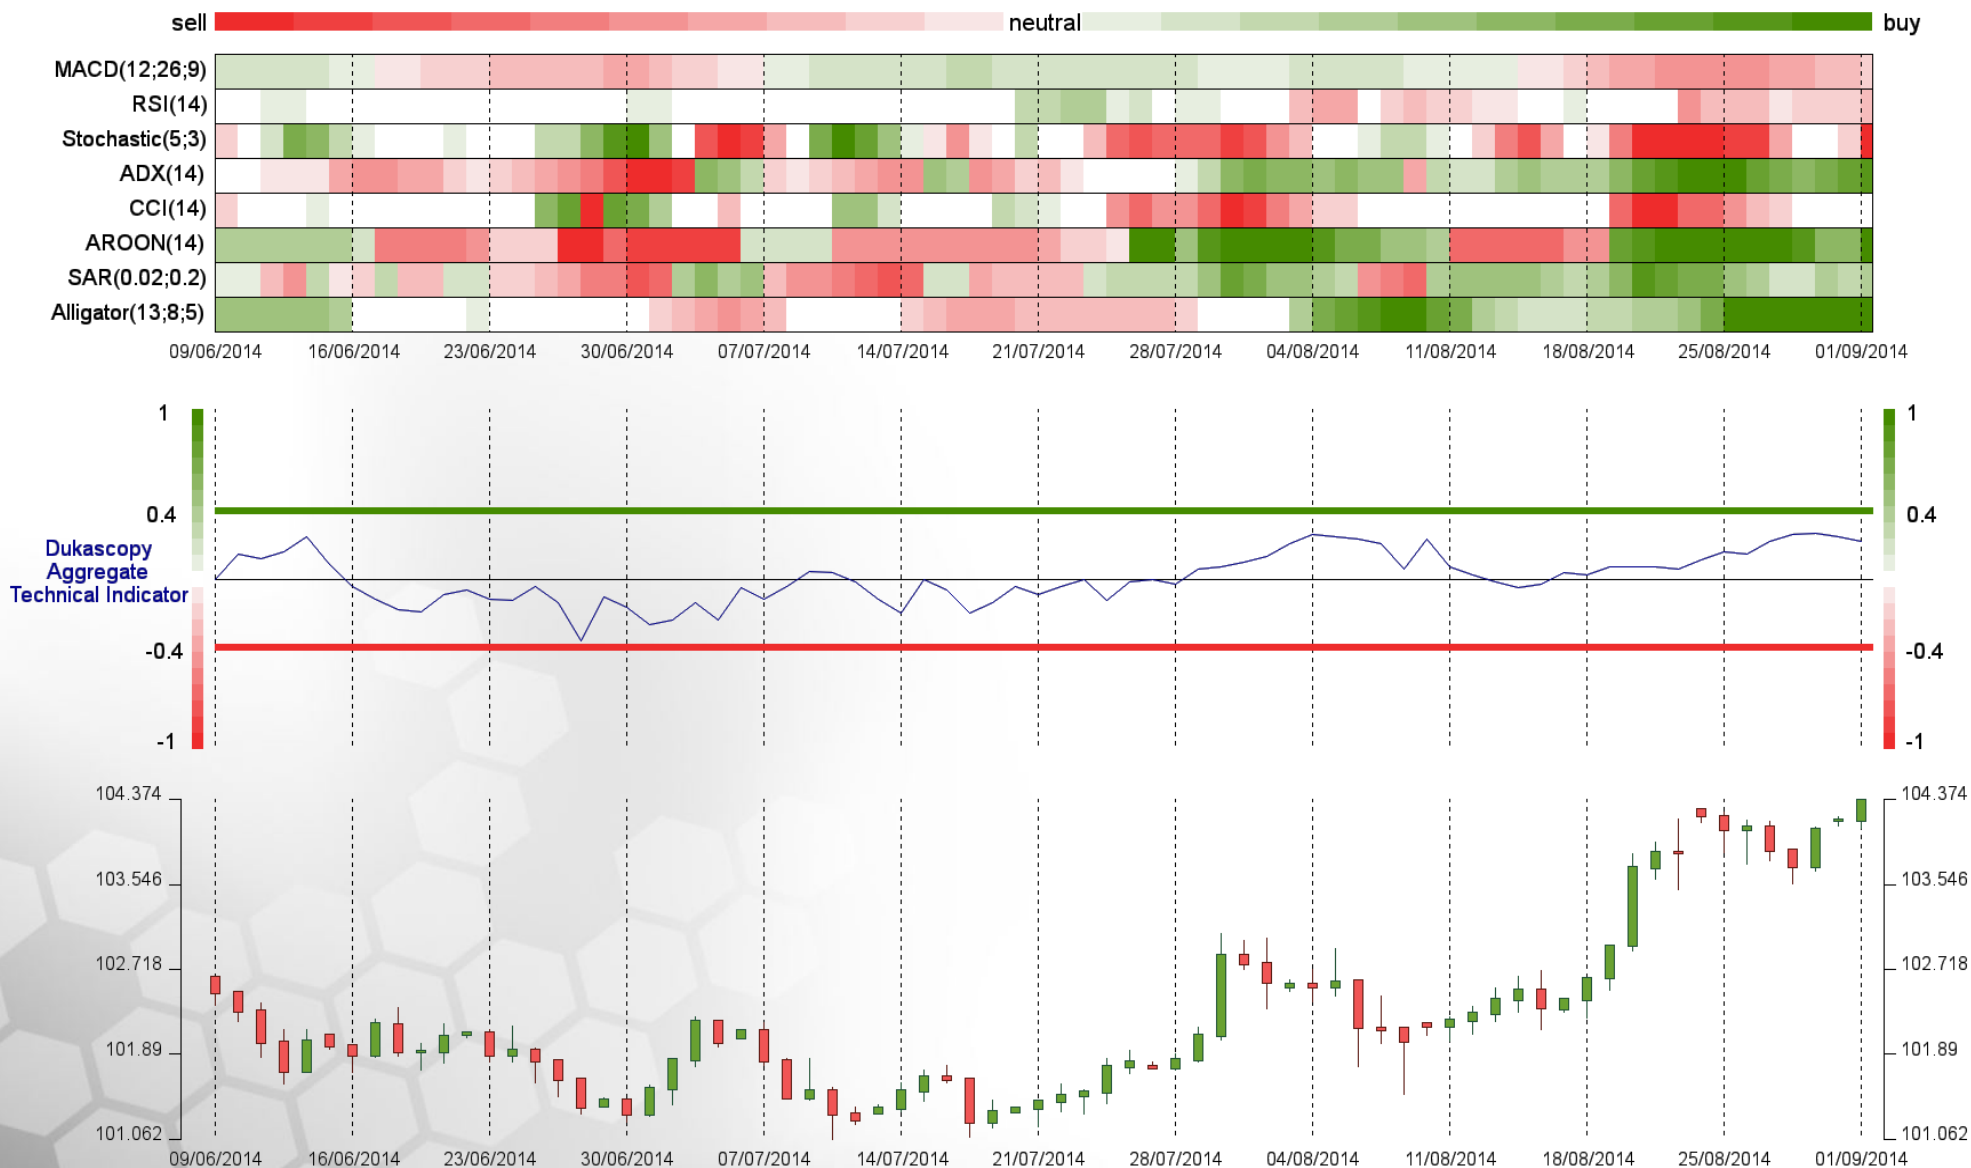 sell neutral buy
MACD(12;26;9)
RSI(14)
Stochastic(5;3)
ADX(14)
CCI(14)
AROON(14)
SAR(0.02;0.2)
Alligator(13;8;5)
09/06/2014 16/06/2014 23/06/2014 30/06/2014 07/07/2014 14/07/2014 21/07/2014 28/07/2014 04/08/2014 11/08/2014 18/08/2014 25/08/2014 01/09/2014
1 1
0.4 0.4
Dukascopy
Aggregate
Technical Indicator
-0.4 -0.4
-1 -1
104.374 104.374
103.546 103.546
102.718 102.718
101.89 101.89
101.062 101.062
09/06/2014 16/06/2014 23/06/2014 30/06/2014 07/07/2014 14/07/2014 21/07/2014 28/07/2014 04/08/2014 11/08/2014 18/08/2014 25/08/2014 01/09/2014